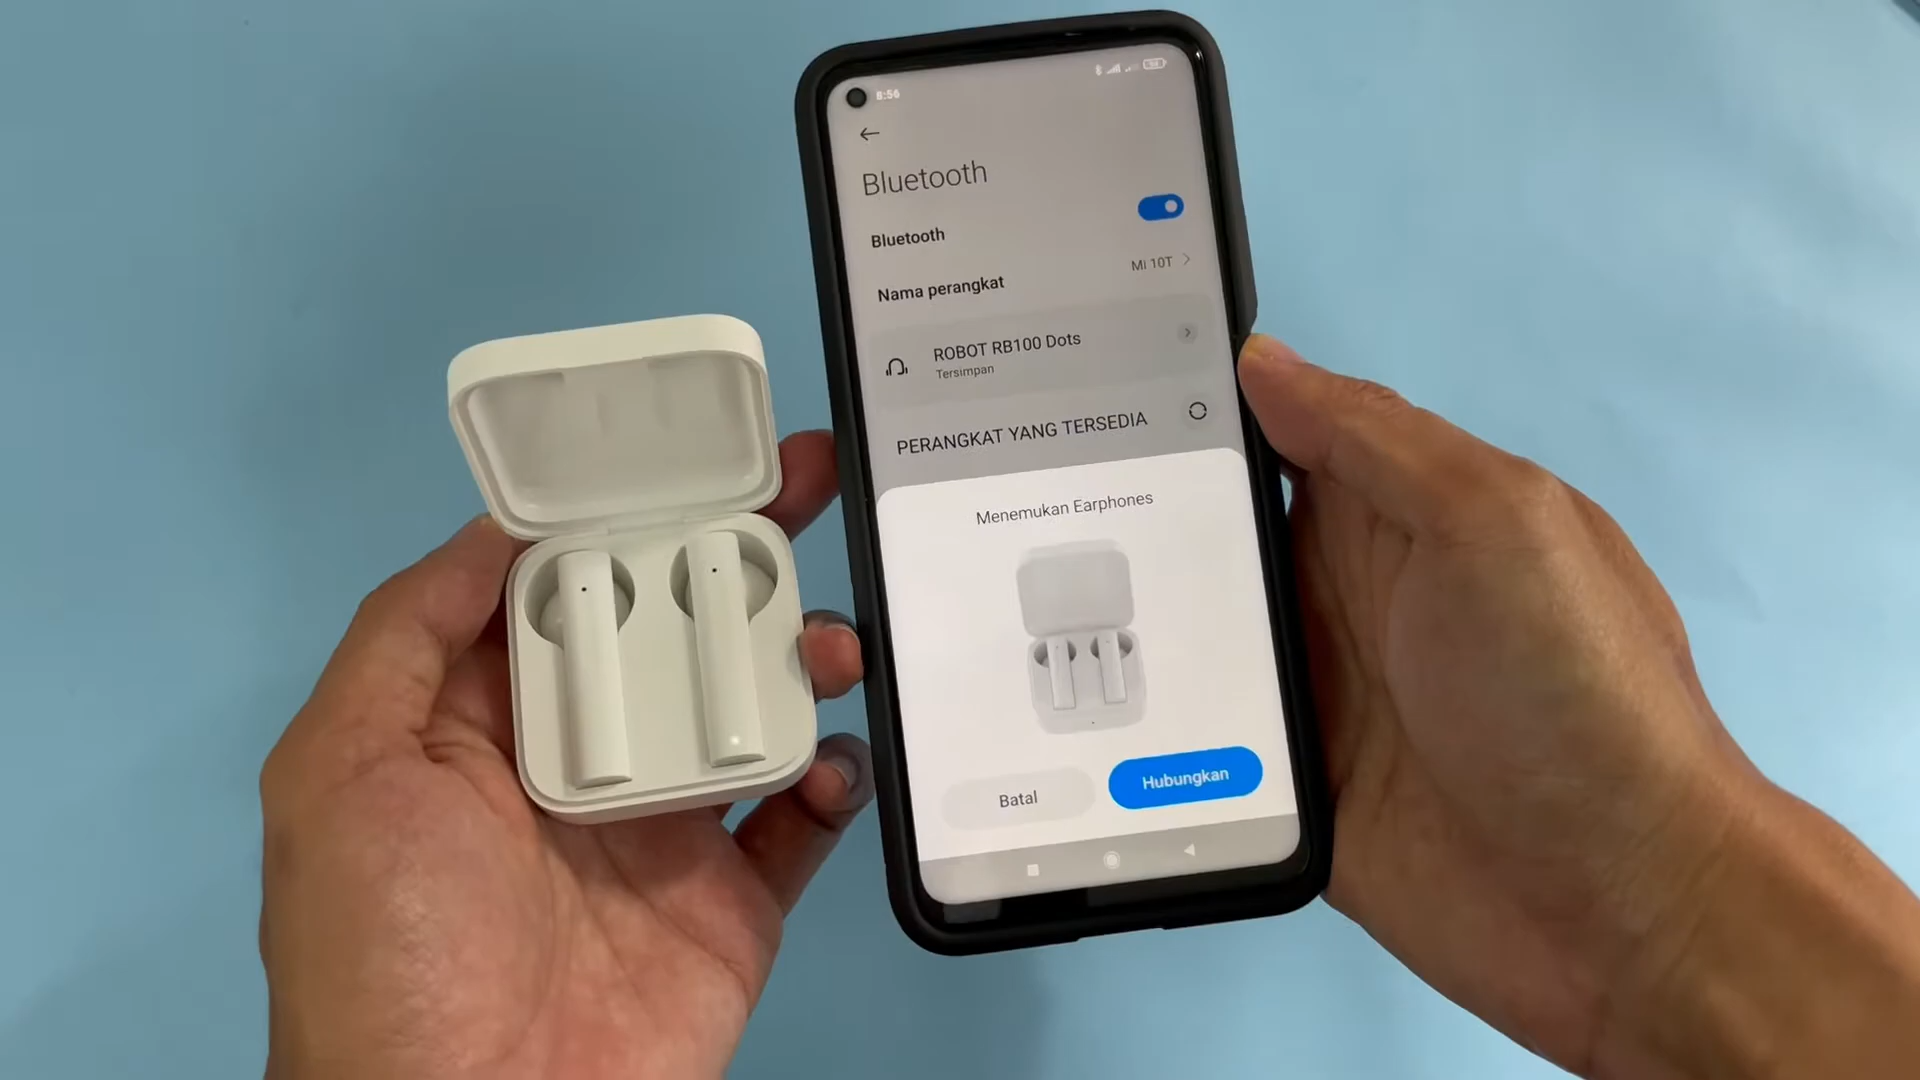 8:56
Bluetooth
Bluetooth
Nama perangkat
Mi 10T
ROBOT RB100 Dots
Tersimpan
PERANGKAT YANG TERSEDIA
Menemukan Earphones
Batal
Hubungkan